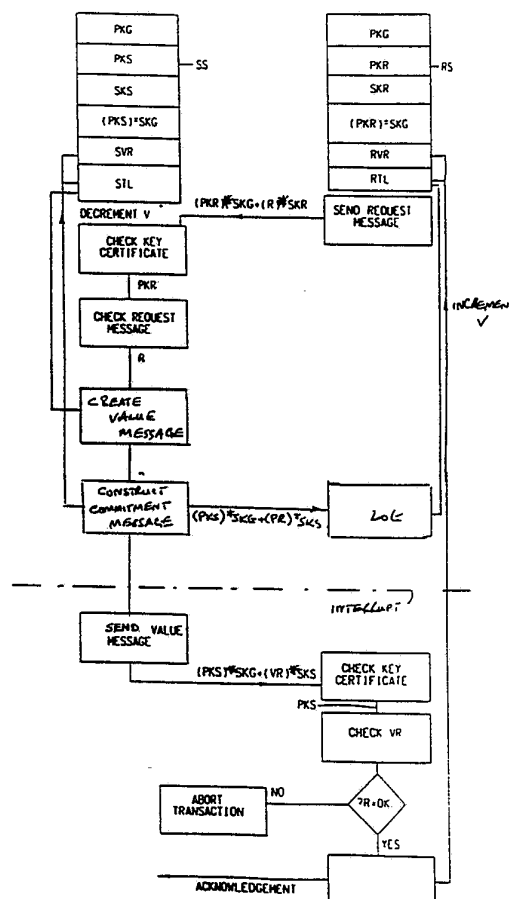 PKG
PKS
SS
SKS
(PKS)*SKG
SVR
STL
PKG
PKR
RS
SKR
(PKR)*SKG
RVR
RTL
DECREMENT V
(PKR)*SKG+(R)*SKR
SEND REQUEST
MESSAGE
CHECK KEY
CERTIFICATE
PKR
CHECK REQUEST
MESSAGE
R
INCREMEN
V
CREATE
VALUE
MESSAGE
CONSTRUCT
COMMITMENT
MESSAGE
(PKS)*SKG+(PR)*SKS
LOG
INTERRUPT
SEND VALUE
MESSAGE
(PKS)*SKG+(VR)*SKS
CHECK KEY
CERTIFICATE
PKS
CHECK VR
ABORT
TRANSACTION
NO
?R=OK.
YES
ACKNOWLEDGEMENT